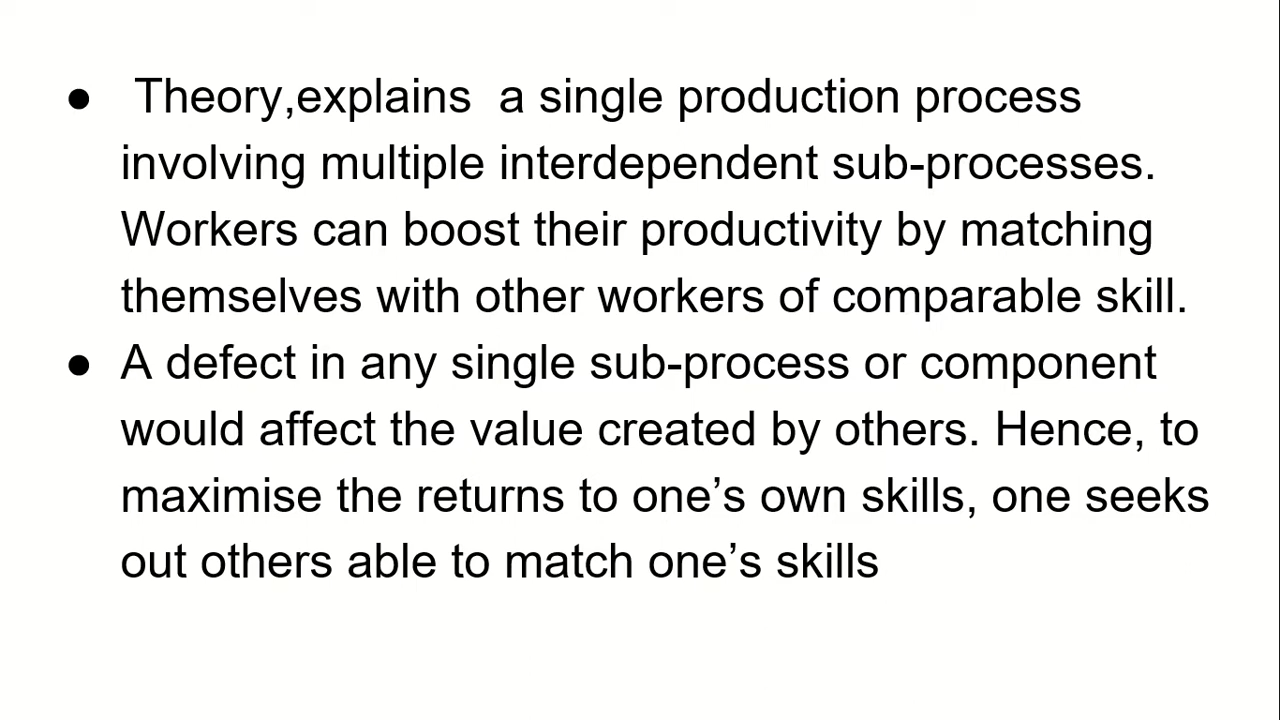 ● Theory,explains a single production process
involving multiple interdependent sub-processes.
Workers can boost their productivity by matching
themselves with other workers of comparable skill.
● A defect in any single sub-process or component
would affect the value created by others. Hence, to
maximise the returns to one’s own skills, one seeks
out others able to match one’s skills